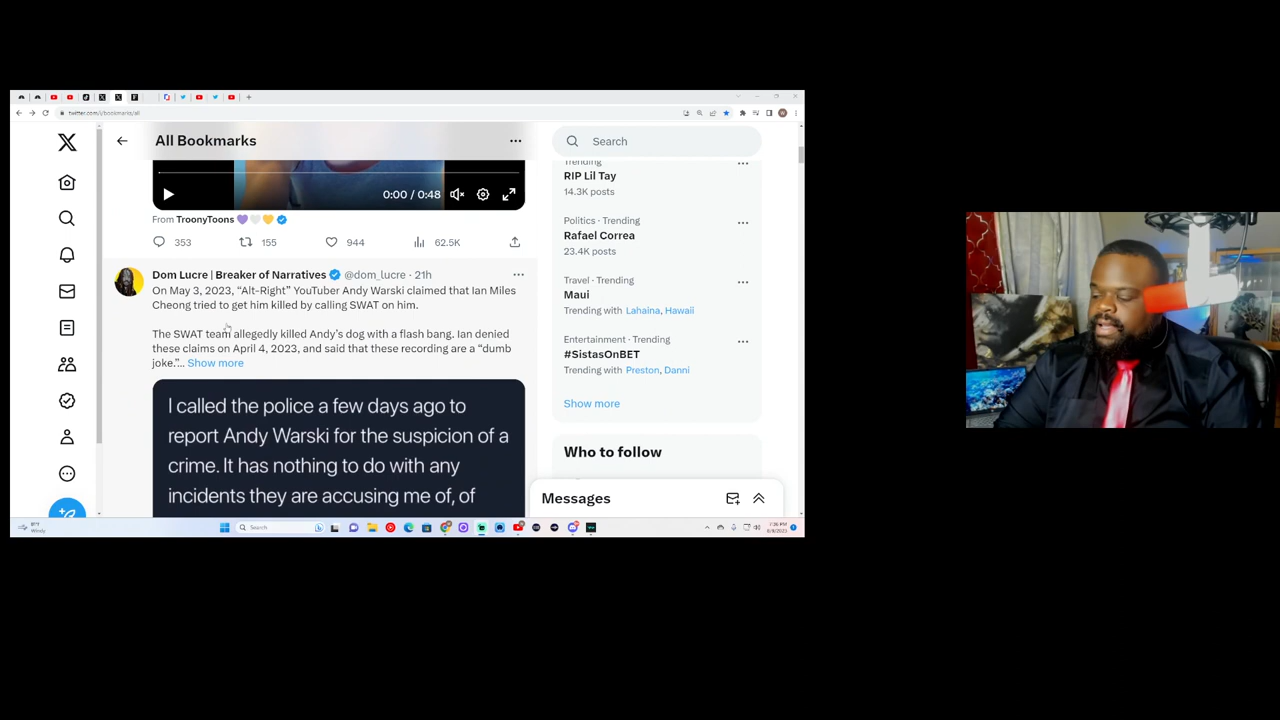 twitter.com/i/bookmarks/all
All Bookmarks
Search
0:00 / 0:48
From TroonyToons 💜🤍💛
353 155 944 62.5K
Dom Lucre | Breaker of Narratives @dom_lucre · 21h
On May 3, 2023, “Alt-Right” YouTuber Andy Warski claimed that Ian Miles
Cheong tried to get him killed by calling SWAT on him.
The SWAT team allegedly killed Andy’s dog with a flash bang. Ian denied
these claims on April 4, 2023, and said that these recording are a “dumb
joke.”... Show more
I called the police a few days ago to
report Andy Warski for the suspicion of a
crime. It has nothing to do with any
incidents they are accusing me of, of
Trending
RIP Lil Tay
14.3K posts
Politics · Trending
Rafael Correa
23.4K posts
Travel · Trending
Maui
Trending with Lahaina, Hawaii
Entertainment · Trending
#SistasOnBET
Trending with Preston, Danni
Show more
Who to follow
Messages
Windy
Search